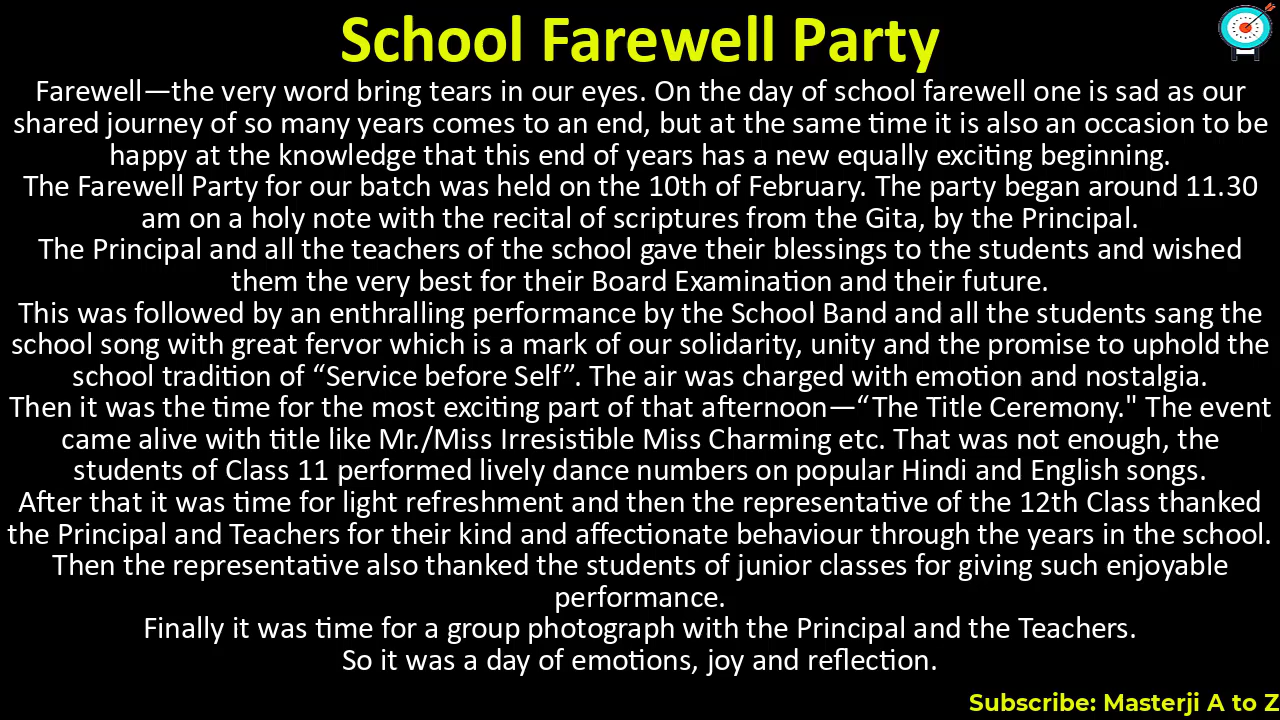 School Farewell Party
Farewell—the very word bring tears in our eyes. On the day of school farewell one is sad as our
shared journey of so many years comes to an end, but at the same time it is also an occasion to be
happy at the knowledge that this end of years has a new equally exciting beginning.
The Farewell Party for our batch was held on the 10th of February. The party began around 11.30
am on a holy note with the recital of scriptures from the Gita, by the Principal.
The Principal and all the teachers of the school gave their blessings to the students and wished
them the very best for their Board Examination and their future.
This was followed by an enthralling performance by the School Band and all the students sang the
school song with great fervor which is a mark of our solidarity, unity and the promise to uphold the
school tradition of “Service before Self”. The air was charged with emotion and nostalgia.
Then it was the time for the most exciting part of that afternoon—“The Title Ceremony." The event
came alive with title like Mr./Miss Irresistible Miss Charming etc. That was not enough, the
students of Class 11 performed lively dance numbers on popular Hindi and English songs.
After that it was time for light refreshment and then the representative of the 12th Class thanked
the Principal and Teachers for their kind and affectionate behaviour through the years in the school.
Then the representative also thanked the students of junior classes for giving such enjoyable
performance.
Finally it was time for a group photograph with the Principal and the Teachers.
So it was a day of emotions, joy and reflection.
Subscribe: Masterji A to Z